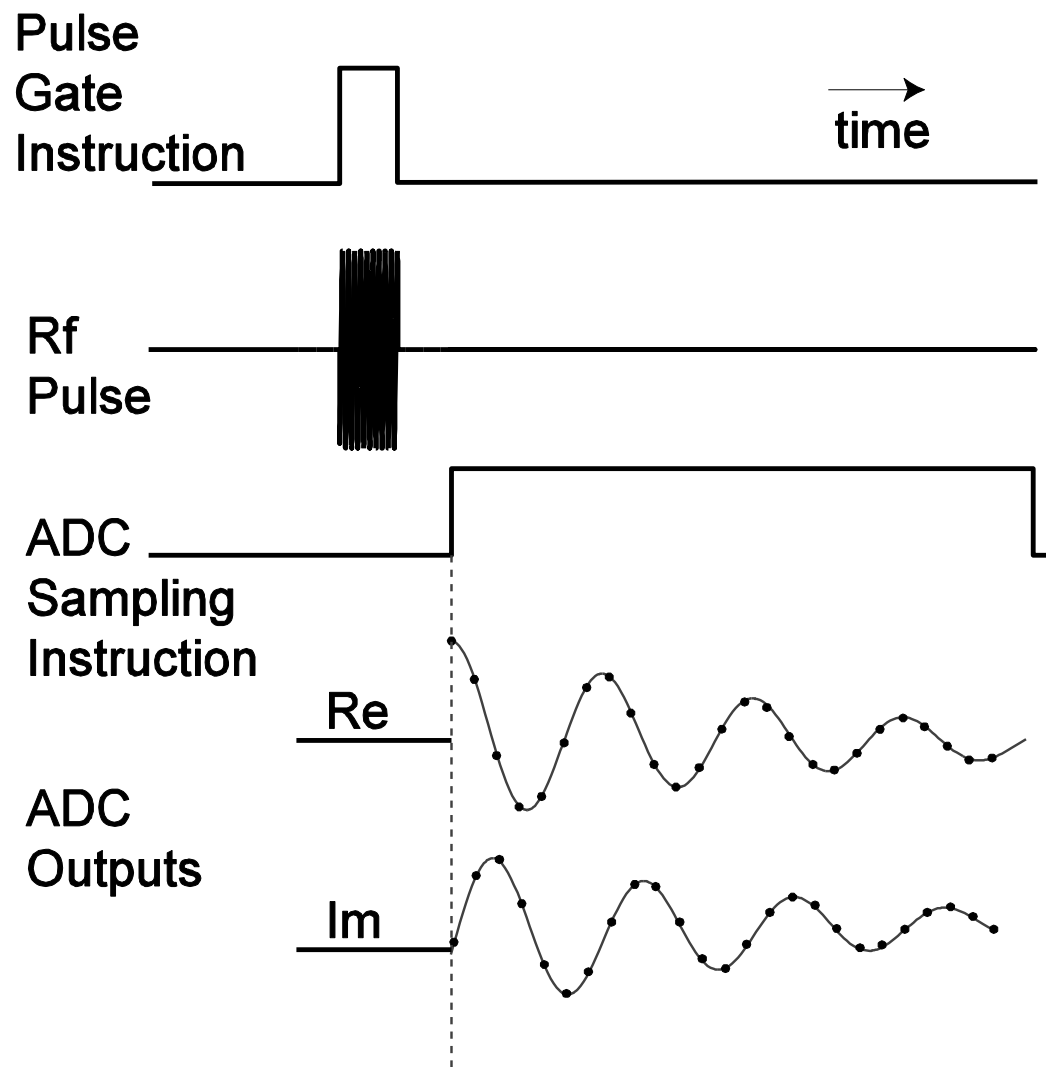 Pulse
Gate
Instruction
time
Rf
Pulse
ADC
Sampling
Instruction
Re
ADC
Outputs
Im